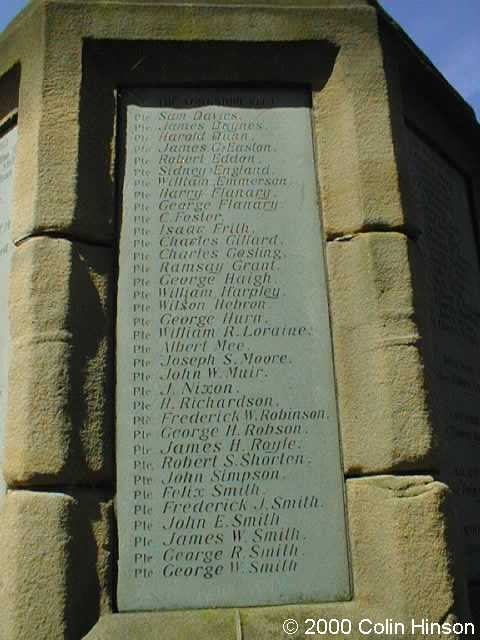 THE YORKSHIRE REGT.
Pte Sam Davies.
Pte James Daynes.
Pte Harold Dunn.
Pte James C. Easton.
Pte Robert Eddon.
Pte Sidney England.
Pte William Emmerson.
Pte Harry Flanary.
Pte George Flanary.
Pte C. Foster.
Pte Isaac Frith.
Pte Charles Gillard.
Pte Charles Gosling.
Pte Ramsay Grant.
Pte George Haigh.
Pte William Harpley.
Pte Wilson Hebron.
Pte George Hurn.
Pte William R. Loraine.
Pte Albert Mee.
Pte Joseph S. Moore.
Pte John W. Muir.
Pte J. Nixon.
Pte H. Richardson.
Pte Frederick W. Robinson.
Pte George H. Robson.
Pte James H. Royle.
Pte Robert S. Shorten.
Pte John Simpson.
Pte Felix Smith.
Pte Frederick J. Smith.
Pte John E. Smith
Pte James W. Smith.
Pte George R. Smith.
Pte George W. Smith
© 2000 Colin Hinson